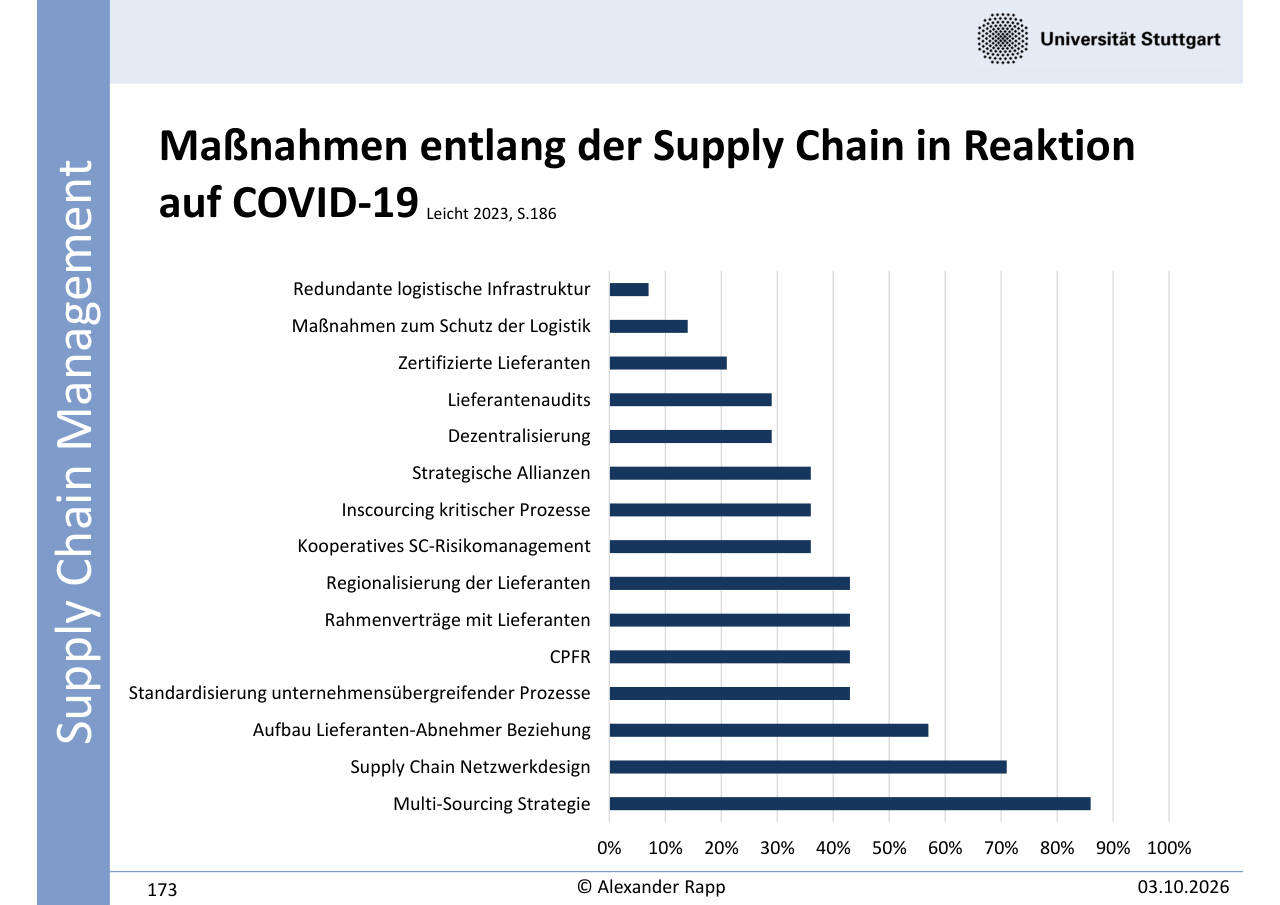 Universität Stuttgart
Supply Chain Management
Maßnahmen entlang der Supply Chain in Reaktion
auf COVID-19 Leicht 2023, S.186
Redundante logistische Infrastruktur
Maßnahmen zum Schutz der Logistik
Zertifizierte Lieferanten
Lieferantenaudits
Dezentralisierung
Strategische Allianzen
Inscourcing kritischer Prozesse
Kooperatives SC-Risikomanagement
Regionalisierung der Lieferanten
Rahmenverträge mit Lieferanten
CPFR
Standardisierung unternehmensübergreifender Prozesse
Aufbau Lieferanten-Abnehmer Beziehung
Supply Chain Netzwerkdesign
Multi-Sourcing Strategie
0% 10% 20% 30% 40% 50% 60% 70% 80% 90% 100%
173 © Alexander Rapp 03.10.2026